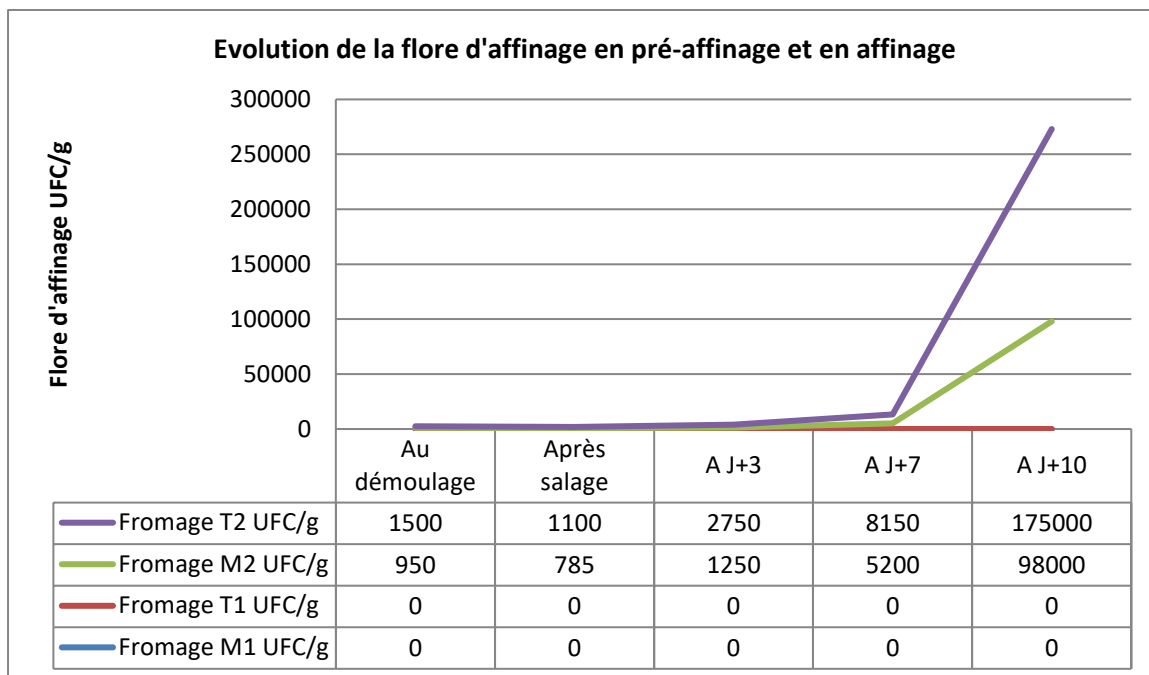 Evolution de la flore d'affinage en pré-affinage et en affinage
Flore d'affinage UFC/g
300000
250000
200000
150000
100000
50000
0
Au démoulage Après salage A J+3 A J+7 A J+10
Fromage T2 UFC/g 1500 1100 2750 8150 175000
Fromage M2 UFC/g 950 785 1250 5200 98000
Fromage T1 UFC/g 0 0 0 0 0
Fromage M1 UFC/g 0 0 0 0 0